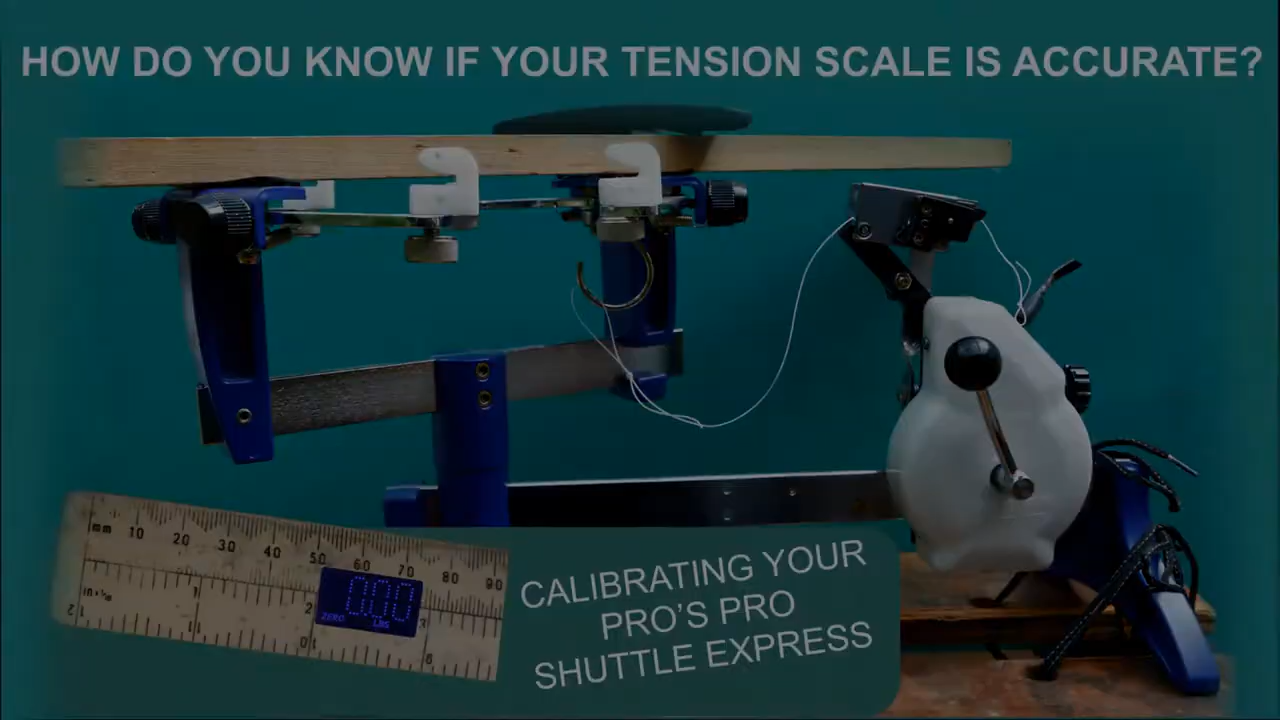 HOW DO YOU KNOW IF YOUR TENSION SCALE IS ACCURATE?
mm 10 20 30 40 50 60 70 80 90
0.00
ZERO LBS
CALIBRATING YOUR
PRO'S PRO
SHUTTLE EXPRESS